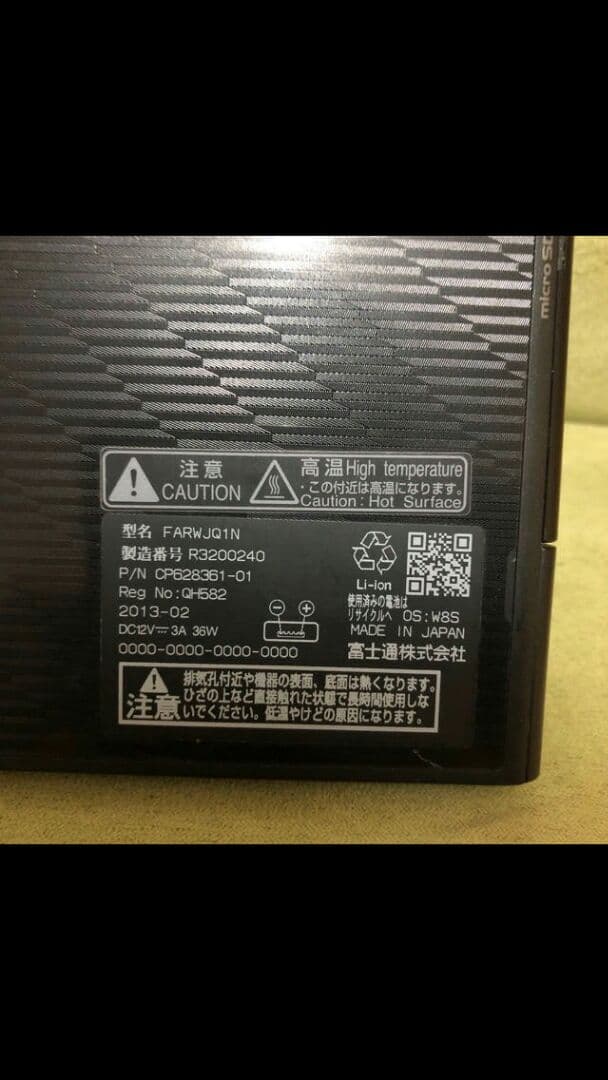 micro SD
注意
CAUTION
高温 High temperature
・この付近は高温になります。
Caution: Hot Surface
型名 FARWJQ1N
製造番号 R3200240
P/N CP628361-01
Reg No:QH582
2013-02
DC12V⎓3A 36W
0000-0000-0000-0000
Li-ion
使用済みの電池は
リサイクルへ OS:W8S
MADE IN JAPAN
富士通株式会社
注意
排気孔付近や機器の表面、底面は熱くなります。
ひざの上など直接触れた状態で長時間使用しな
いでください。低温やけどの原因になります。